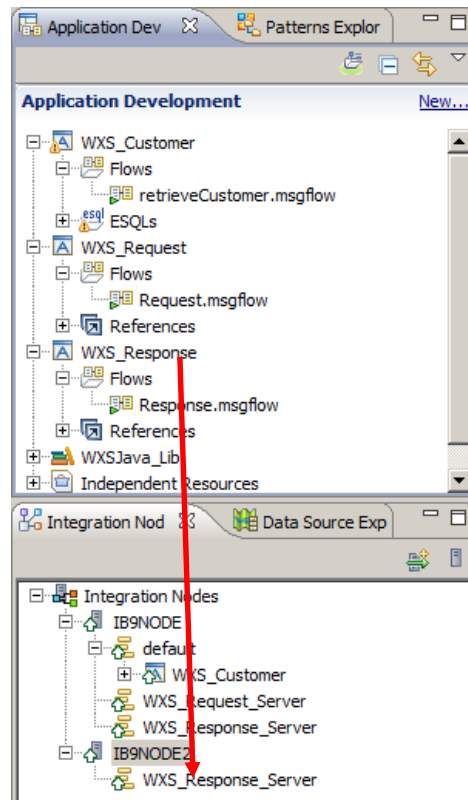 Application Dev Patterns Explor
Application Development New...
WXS_Customer
Flows
retrieveCustomer.msgflow
esql ESQLs
WXS_Request
Flows
Request.msgflow
References
WXS_Response
Flows
Response.msgflow
References
WXSJava_Lib
Independent Resources
Integration Nod Data Source Exp
Integration Nodes
IB9NODE
default
WXS_Customer
WXS_Request_Server
WXS_Response_Server
IB9NODE2
WXS_Response_Server